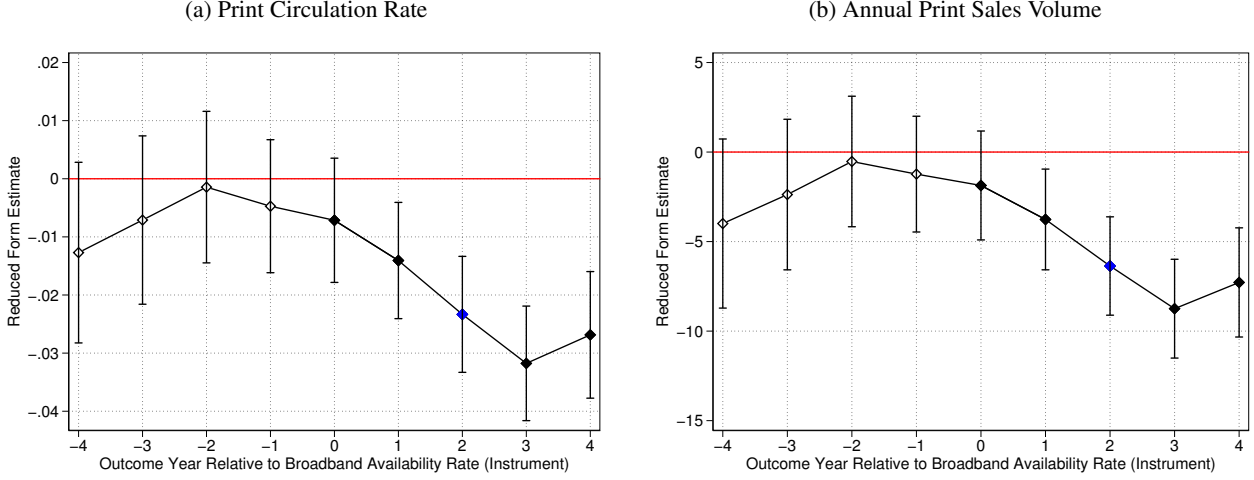 (a) Print Circulation Rate
.02
.01
0
−.01
−.02
−.03
−.04
Reduced Form Estimate
−4 −3 −2 −1 0 1 2 3 4
Outcome Year Relative to Broadband Availability Rate (Instrument)
(b) Annual Print Sales Volume
5
0
−5
−10
−15
Reduced Form Estimate
−4 −3 −2 −1 0 1 2 3 4
Outcome Year Relative to Broadband Availability Rate (Instrument)